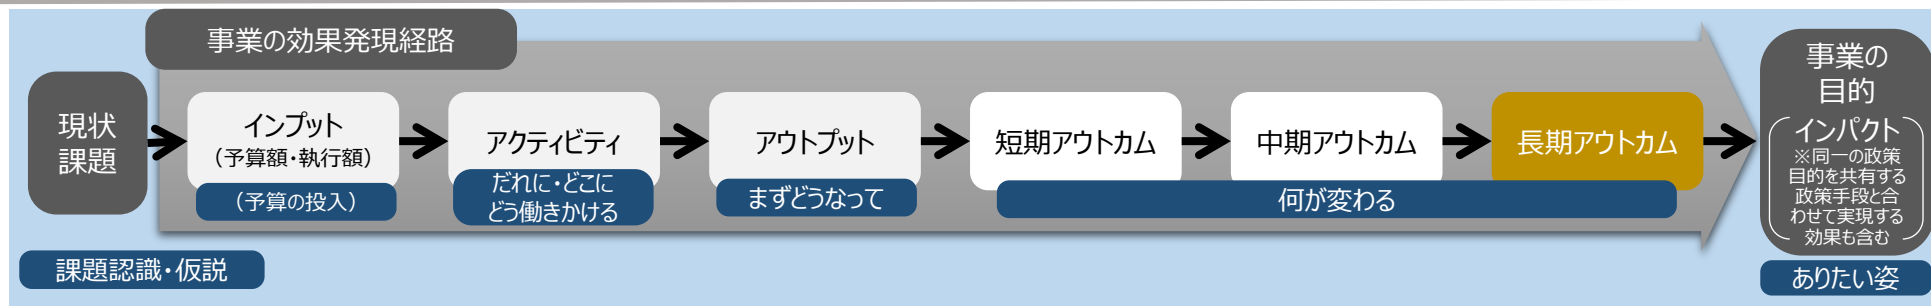 事業の効果発現経路
現状
課題
インプット
（予算額・執行額）
（予算の投入）
アクティビティ
だれに・どこに
どう働きかける
アウトプット
まずどうなって
短期アウトカム
中期アウトカム
長期アウトカム
何が変わる
事業の
目的
インパクト
※同一の政策
目的を共有する
政策手段と合
わせて実現する
効果も含む
課題認識・仮説
ありたい姿